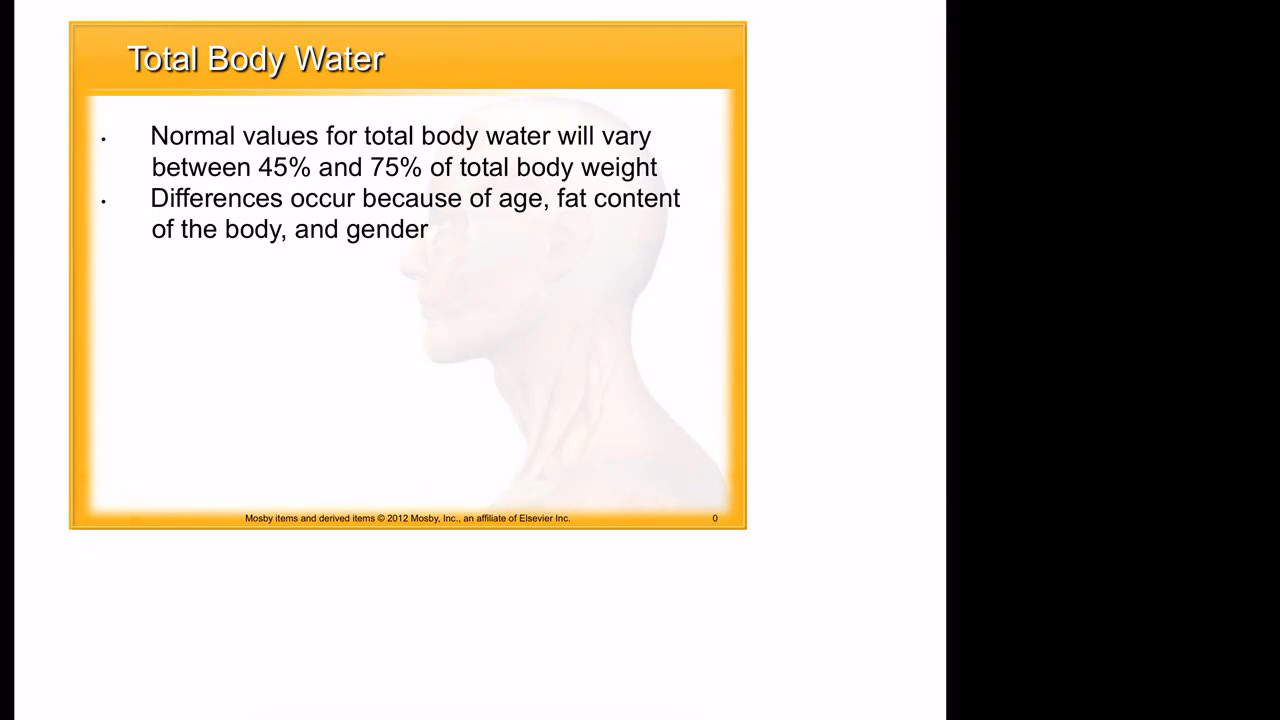 Total Body Water
• Normal values for total body water will vary
between 45% and 75% of total body weight
• Differences occur because of age, fat content
of the body, and gender
Mosby items and derived items © 2012 Mosby, Inc., an affiliate of Elsevier Inc. 0